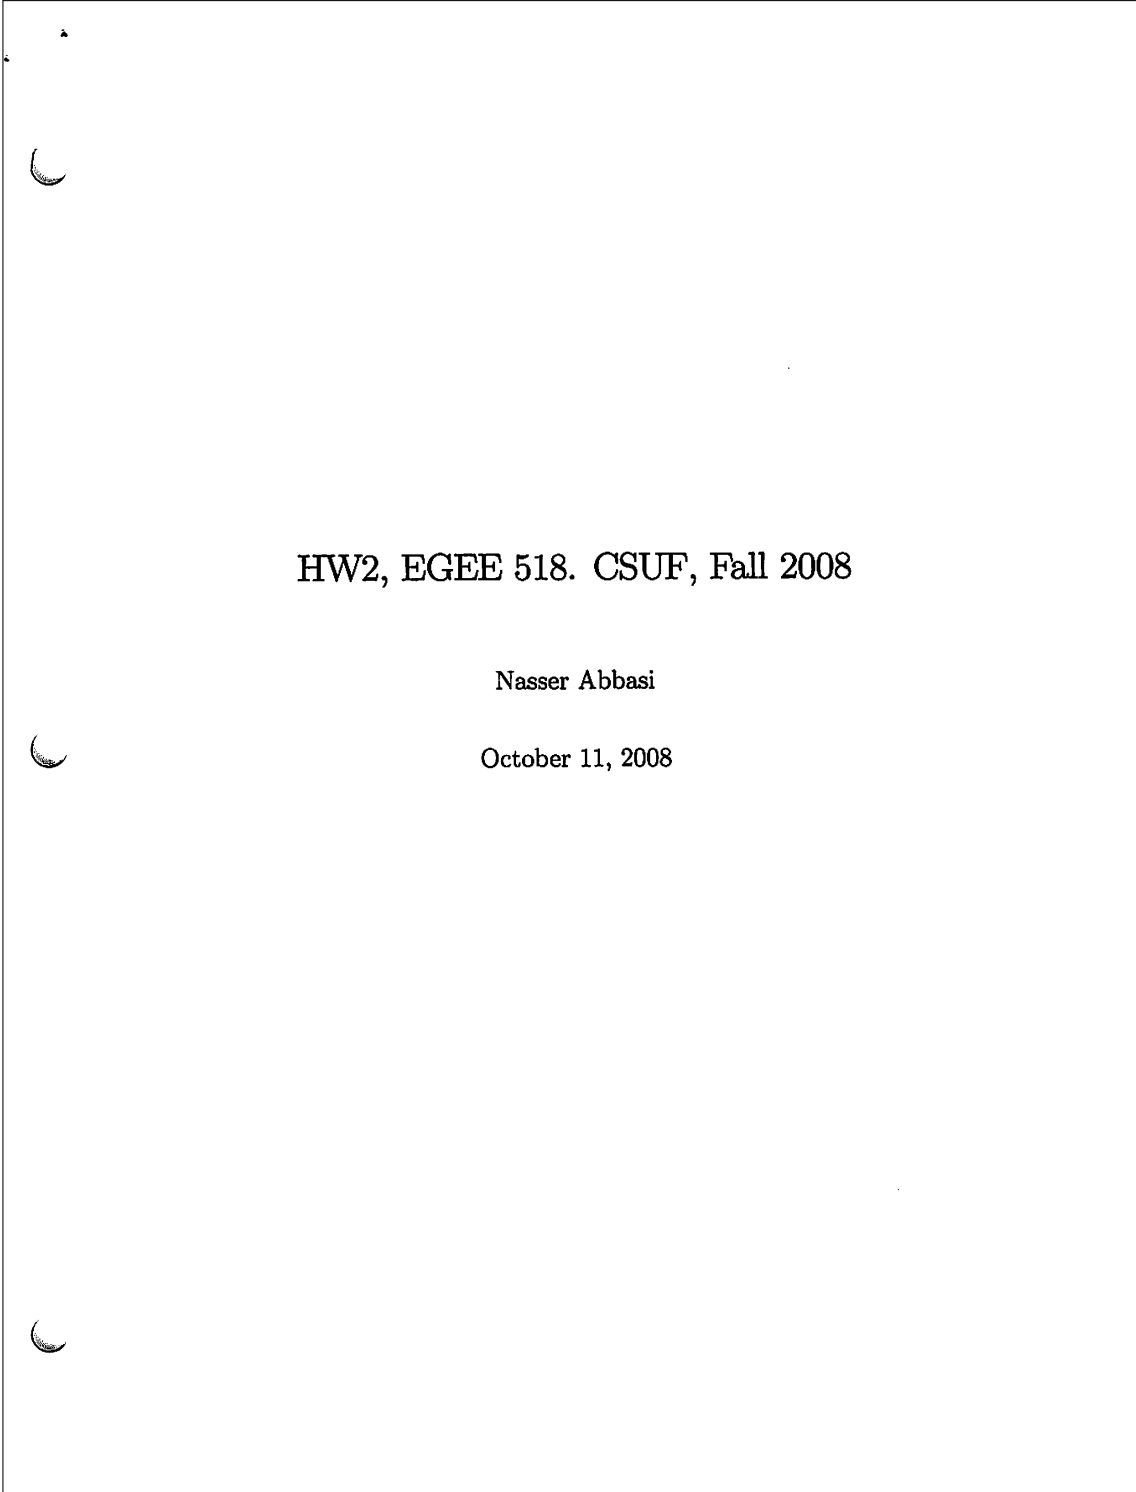 HW2, EGEE 518. CSUF, Fall 2008
Nasser Abbasi
October 11, 2008